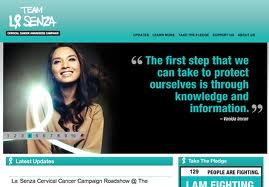 TEAM
LA SENZA
CERVICAL CANCER AWARENESS CAMPAIGN
UPDATES LEARN MORE TAKE THE PLEDGE CAMPAIGN ABOUT US
“The first step that we
can take to protect
ourselves is through
knowledge and
information.”
– Vanida Imran
1 2 3 4 5 6 7 8 9
Latest Updates
Take The Pledge
La Senza Cervical Cancer Campaign Roadshow @ The
129 PEOPLE ARE FIGHTING.
I AM FIGHTING